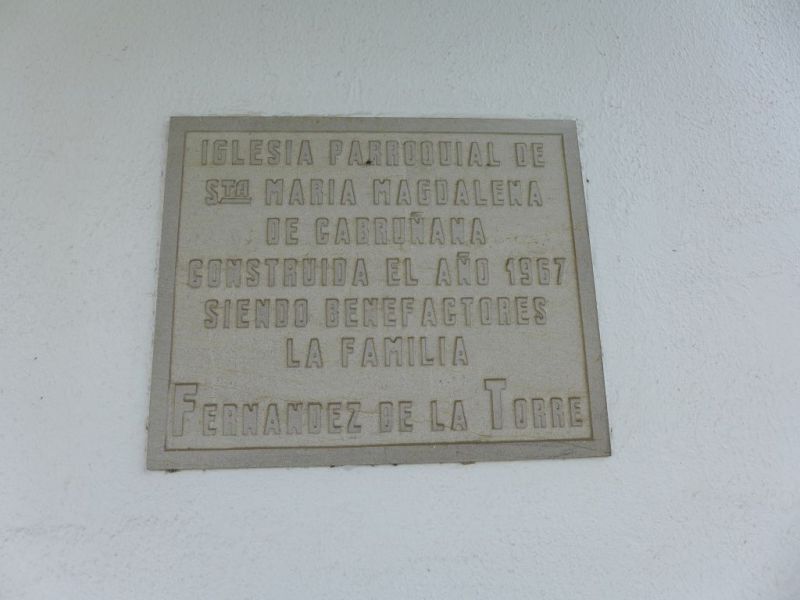 IGLESIA PARROQUIAL DE
STA MARIA MAGDALENA
DE CABRUÑANA
CONSTRUIDA EL AÑO 1967
SIENDO BENEFACTORES
LA FAMILIA
FERNANDEZ DE LA TORRE